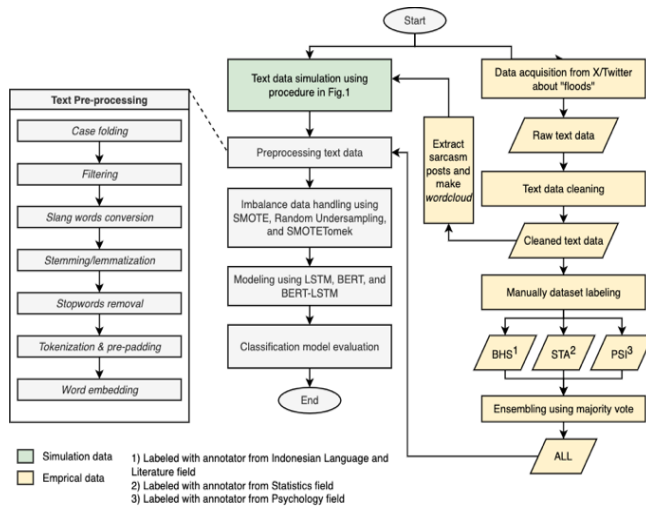 Start
Text Pre-processing
Case folding
Filtering
Slang words conversion
Stemming/lemmatization
Stopwords removal
Tokenization & pre-padding
Word embedding
Text data simulation using
procedure in Fig.1
Preprocessing text data
Imbalance data handling using
SMOTE, Random Undersampling,
and SMOTETomek
Modeling using LSTM, BERT, and
BERT-LSTM
Classification model evaluation
End
Extract
sarcasm
posts and
make
wordcloud
Data acquisition from X/Twitter
about "floods"
Raw text data
Text data cleaning
Cleaned text data
Manually dataset labeling
BHS1
STA2
PSI3
Ensembling using majority vote
ALL
Simulation data
Emprical data
1) Labeled with annotator from Indonesian Language and
Literature field
2) Labeled with annotator from Statistics field
3) Labeled with annotator from Psychology field